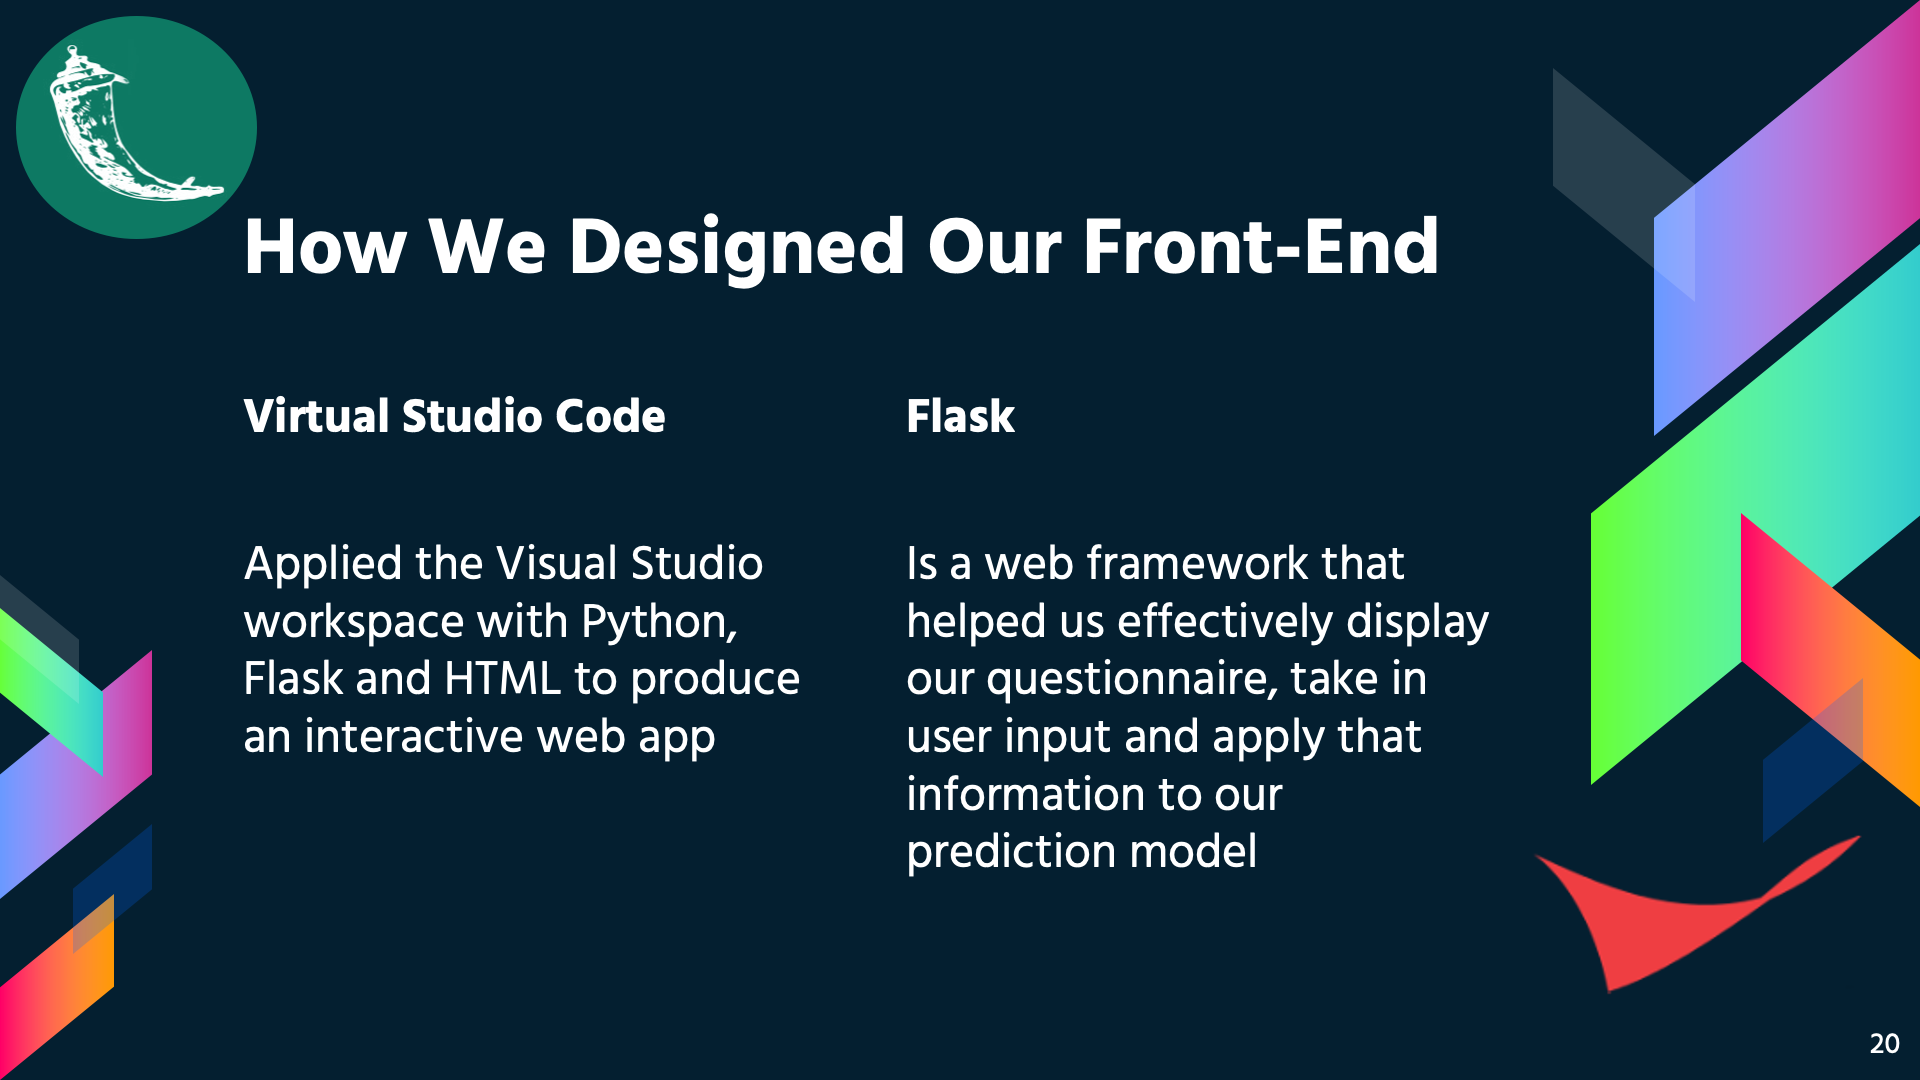 How We Designed Our Front-End
Virtual Studio Code
Applied the Visual Studio
workspace with Python,
Flask and HTML to produce
an interactive web app
Flask
Is a web framework that
helped us effectively display
our questionnaire, take in
user input and apply that
information to our
prediction model
20